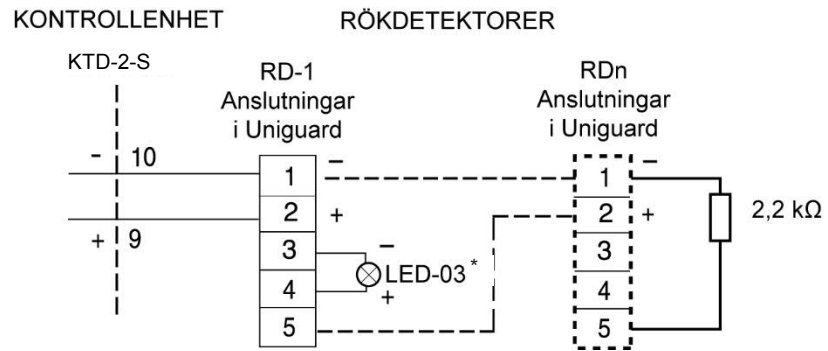 KONTROLLENHET
RÖKDETEKTORER
KTD-2-S
RD-1
Anslutningar
i Uniguard
RDn
Anslutningar
i Uniguard
- 10
+ 9
1 –
2 +
3 –
4 +
5
LED-03*
1 –
2 +
3
4
5
2,2 kΩ